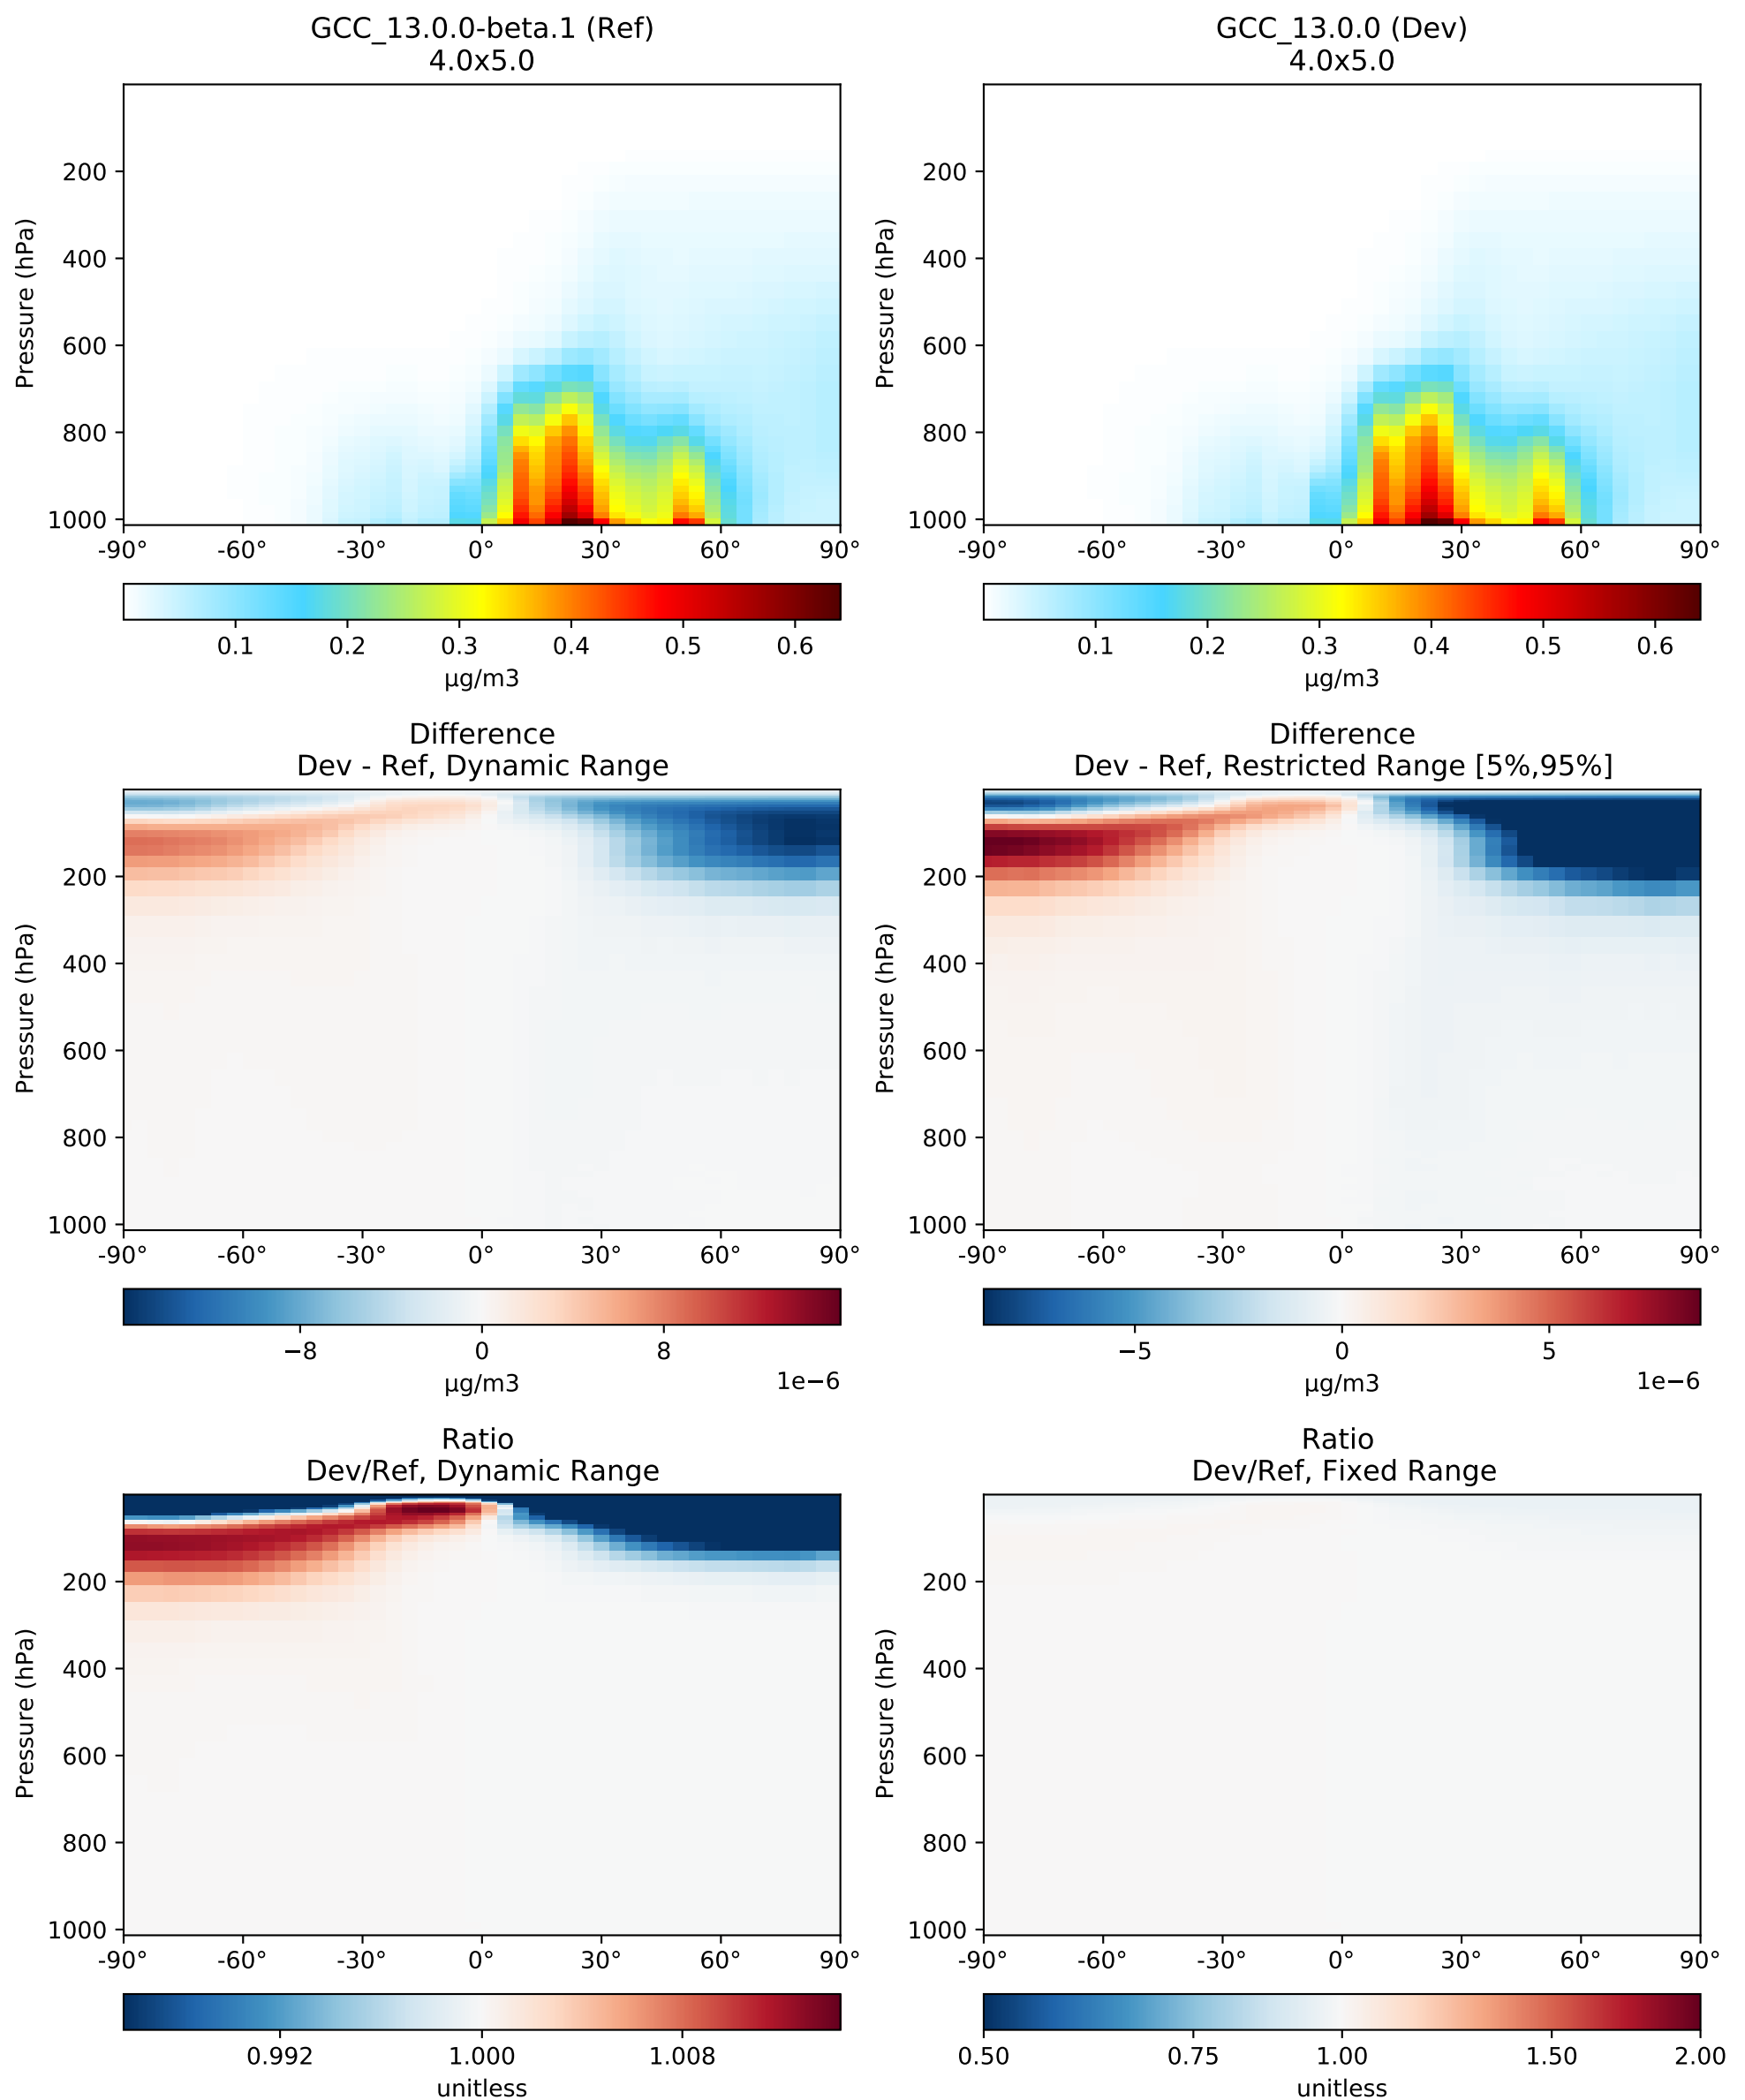 GCC_13.0.0-beta.1 (Ref)
4.0x5.0
Pressure (hPa)
200
400
600
800
1000
-90° -60° -30° 0° 30° 60° 90°
0.1 0.2 0.3 0.4 0.5 0.6
μg/m3
GCC_13.0.0 (Dev)
4.0x5.0
Pressure (hPa)
200
400
600
800
1000
-90° -60° -30° 0° 30° 60° 90°
0.1 0.2 0.3 0.4 0.5 0.6
μg/m3
Difference
Dev - Ref, Dynamic Range
Pressure (hPa)
200
400
600
800
1000
-90° -60° -30° 0° 30° 60° 90°
−8 0 8
μg/m3
1e−6
Difference
Dev - Ref, Restricted Range [5%,95%]
Pressure (hPa)
200
400
600
800
1000
-90° -60° -30° 0° 30° 60° 90°
−5 0 5
μg/m3
1e−6
Ratio
Dev/Ref, Dynamic Range
Pressure (hPa)
200
400
600
800
1000
-90° -60° -30° 0° 30° 60° 90°
0.992 1.000 1.008
unitless
Ratio
Dev/Ref, Fixed Range
Pressure (hPa)
200
400
600
800
1000
-90° -60° -30° 0° 30° 60° 90°
0.50 0.75 1.00 1.50 2.00
unitless